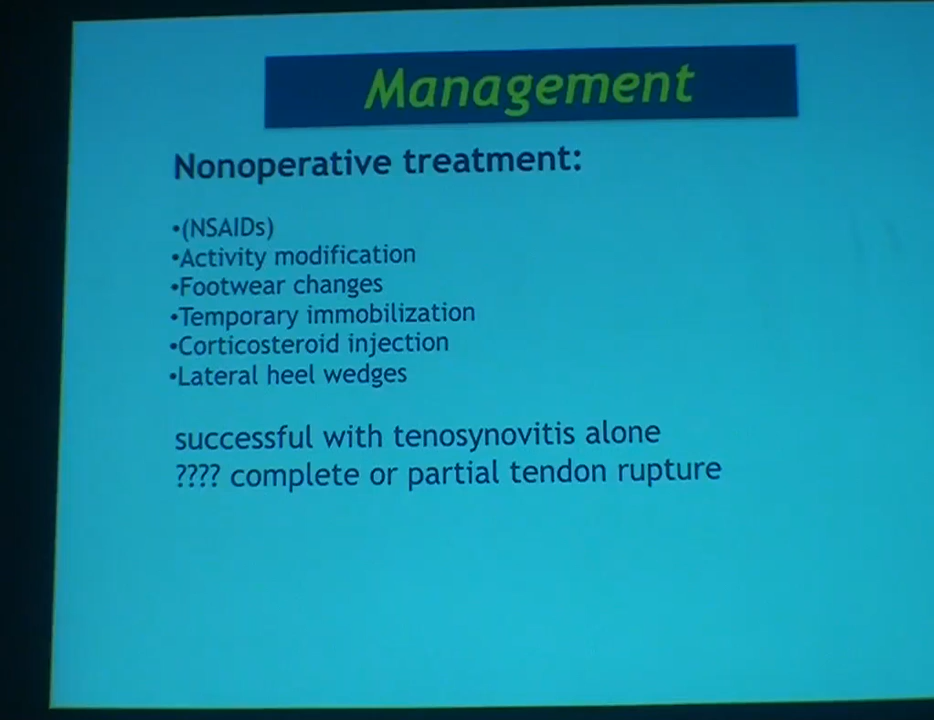 Management
Nonoperative treatment:
•(NSAIDs)
•Activity modification
•Footwear changes
•Temporary immobilization
•Corticosteroid injection
•Lateral heel wedges
successful with tenosynovitis alone
???? complete or partial tendon rupture